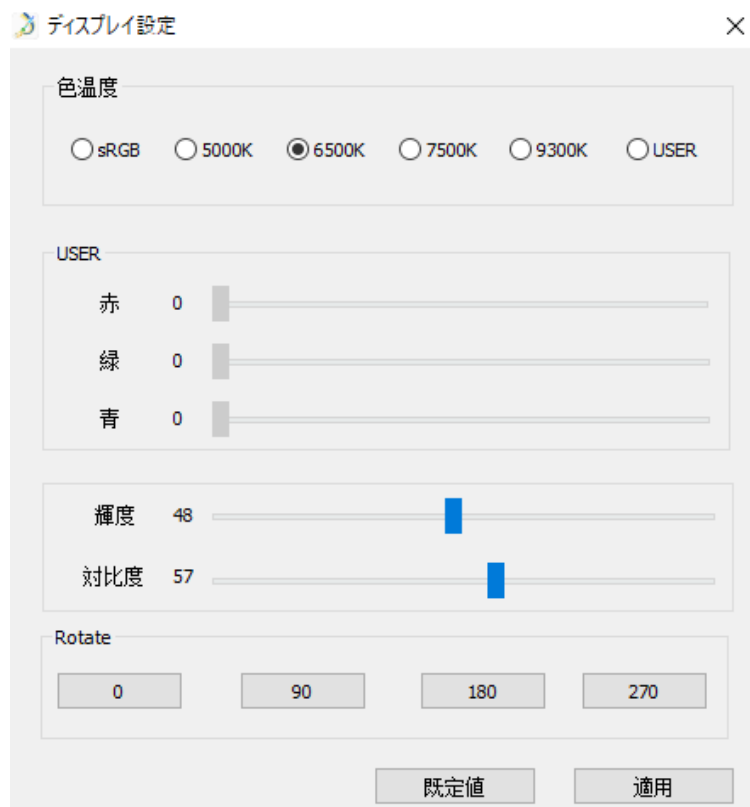 ディスプレイ設定
色温度
sRGB 5000K 6500K 7500K 9300K USER
USER
赤 0
緑 0
青 0
輝度 48
対比度 57
Rotate
0 90 180 270
既定値 適用